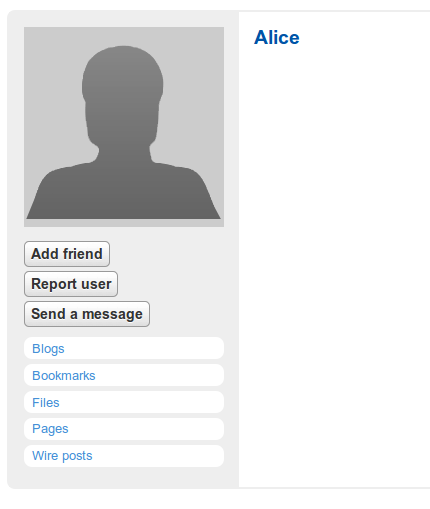 Alice
Add friend
Report user
Send a message
Blogs
Bookmarks
Files
Pages
Wire posts